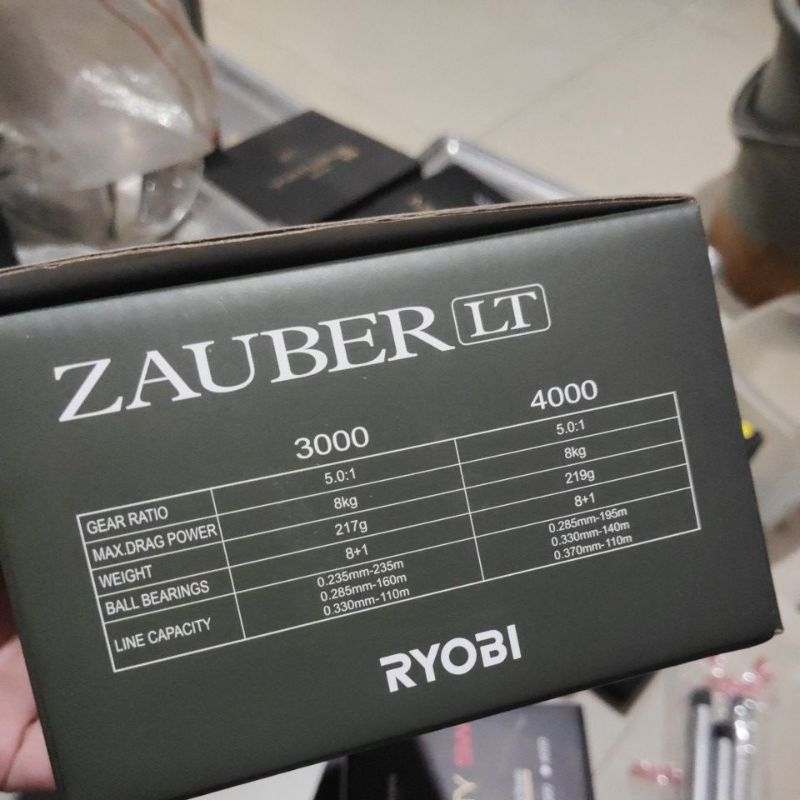 ZAUBER LT
3000 4000
GEAR RATIO 5.0:1 5.0:1
MAX.DRAG POWER 8kg 8kg
WEIGHT 217g 219g
BALL BEARINGS 8+1 8+1
LINE CAPACITY 0.235mm-235m 0.285mm-195m
0.285mm-160m 0.330mm-140m
0.330mm-110m 0.370mm-110m
RYOBI